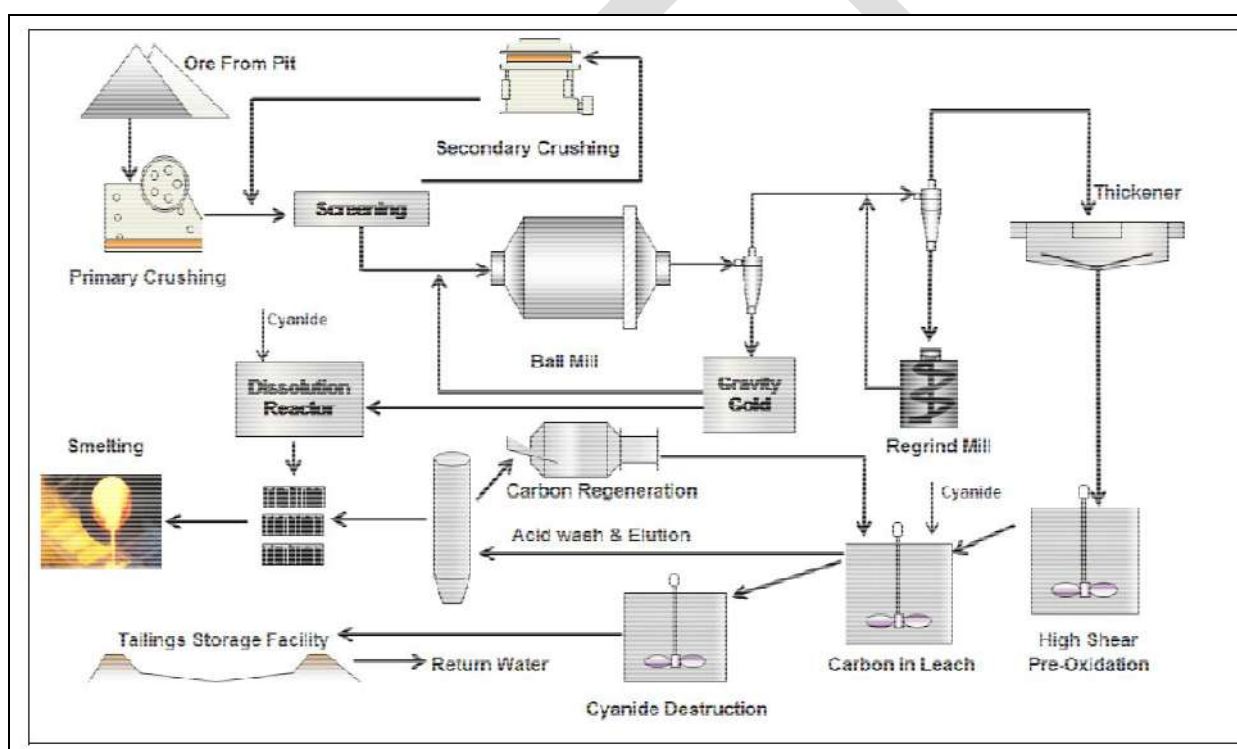 Ore From Pit
Secondary Crushing
Screening
Thickener
Primary Crushing
Cyanide
Ball Mill
Dissolution
Reactor
Gravity
Gold
Smelting
Regrind Mill
Carbon Regeneration
Cyanide
Acid wash & Elution
Tailings Storage Facility
Return Water
Carbon in Leach
High Shear
Pre-Oxidation
Cyanide Destruction